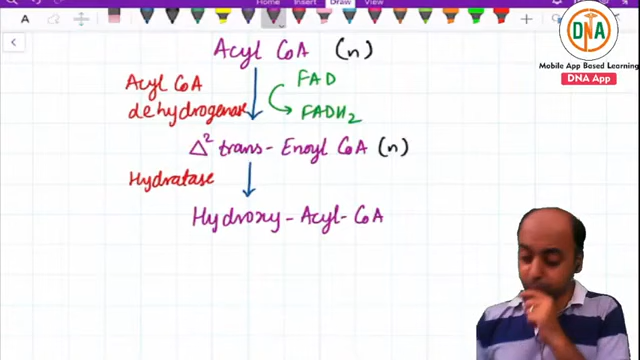 Home Insert Draw View
DNA
Mobile App Based Learning
DNA App
Acyl CoA (n)
Acyl CoA
dehydrogenase
FAD
FADH2
Δ2 trans - Enoyl CoA (n)
Hydratase
Hydroxy - Acyl - CoA